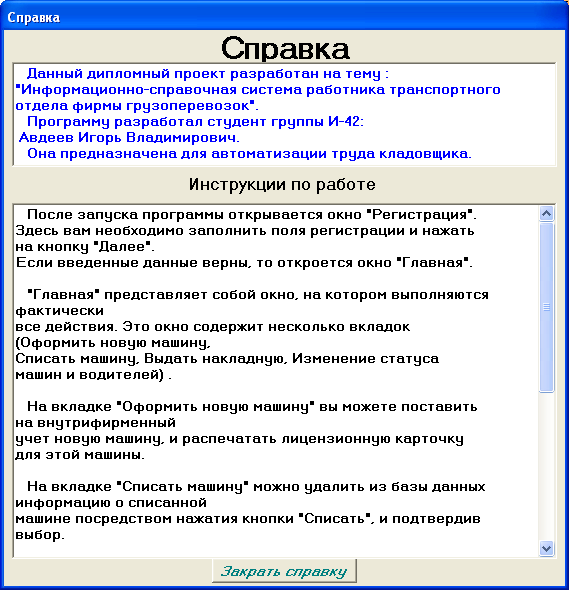 Справка
Справка
Данный дипломный проект разработан на тему :
"Информационно-справочная система работника транспортного
отдела фирмы грузоперевозок".
Программу разработал студент группы И-42:
Авдеев Игорь Владимирович.
Она предназначена для автоматизации труда кладовщика.
Инструкции по работе
После запуска программы открывается окно "Регистрация".
Здесь вам необходимо заполнить поля регистрации и нажать
на кнопку "Далее".
Если введенные данные верны, то откроется окно "Главная".
"Главная" представляет собой окно, на котором выполняются
фактически
все действия. Это окно содержит несколько вкладок
(Оформить новую машину,
Списать машину, Выдать накладную, Изменение статуса
машин и водителей) .
На вкладке "Оформить новую машину" вы можете поставить
на внутрифирменный
учет новую машину, и распечатать лицензионную карточку
для этой машины.
На вкладке "Списать машину" можно удалить из базы данных
информацию о списанной
машине посредством нажатия кнопки "Списать", и подтвердив
выбор.
Закрать справку